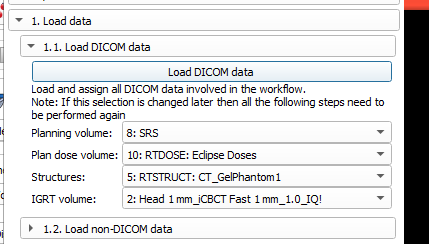 1. Load data
1.1. Load DICOM data
Load DICOM data
Load and assign all DICOM data involved in the workflow.
Note: If this selection is changed later then all the following steps need
to be performed again
Planning volume: 8: SRS
Plan dose volume: 10: RTDOSE: Eclipse Doses
Structures: 5: RTSTRUCT: CT_GelPhantom1
IGRT volume: 2: Head 1 mm_iCBCT Fast 1 mm_1.0_IQ!
1.2. Load non-DICOM data